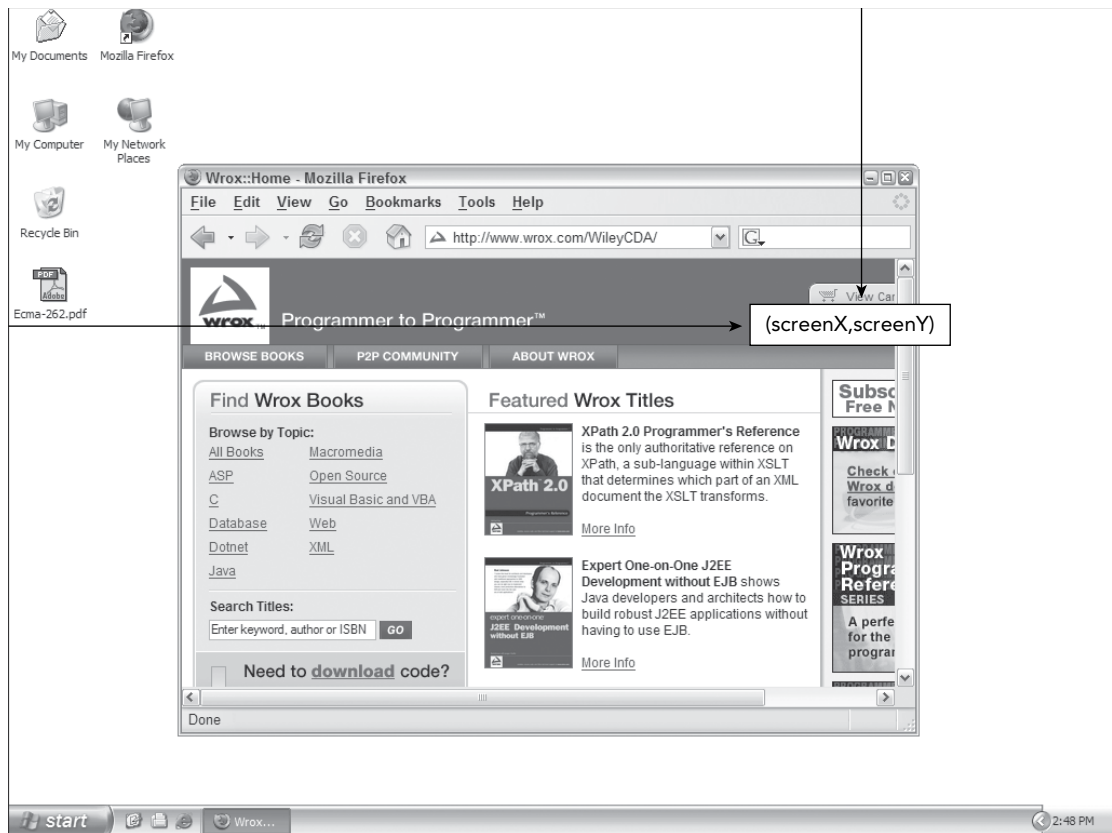 My Documents
Mozilla Firefox
My Computer
My Network
Places
Recycle Bin
Ecma-262.pdf
Wrox::Home - Mozilla Firefox
File Edit View Go Bookmarks Tools Help
http://www.wrox.com/WileyCDA/
G
View Car
wrox™
Programmer to Programmer™
(screenX,screenY)
BROWSE BOOKS
P2P COMMUNITY
ABOUT WROX
Find Wrox Books
Browse by Topic:
All Books
Macromedia
ASP
Open Source
C
Visual Basic and VBA
Database
Web
Dotnet
XML
Java
Search Titles:
Enter keyword, author or ISBN
GO
Need to download code?
Featured Wrox Titles
XPath 2.0
XPath 2.0 Programmer's Reference
is the only authoritative reference on
XPath, a sub-language within XSLT
that determines which part of an XML
document the XSLT transforms.
More Info
expert one-on-one
J2EE Development
without EJB
Expert One-on-One J2EE
Development without EJB shows
Java developers and architects how to
build robust J2EE applications without
having to use EJB.
More Info
Subsc
Free N
Wrox D
Check
Wrox d
favorite
Wrox
Progra
Refere
SERIES
A perfe
for the
progra
Done
start
Wrox...
2:48 PM